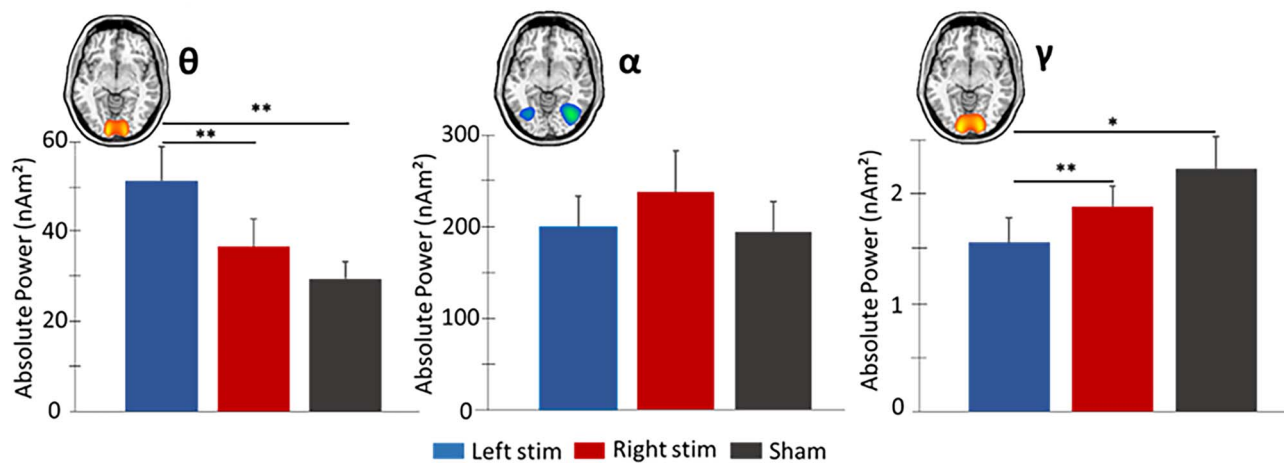 θ
**
**
60
40
20
0
Absolute Power (nAm²)
α
300
200
100
0
Absolute Power (nAm²)
γ
*
**
2
1
0
Absolute Power (nAm²)
Left stim Right stim Sham